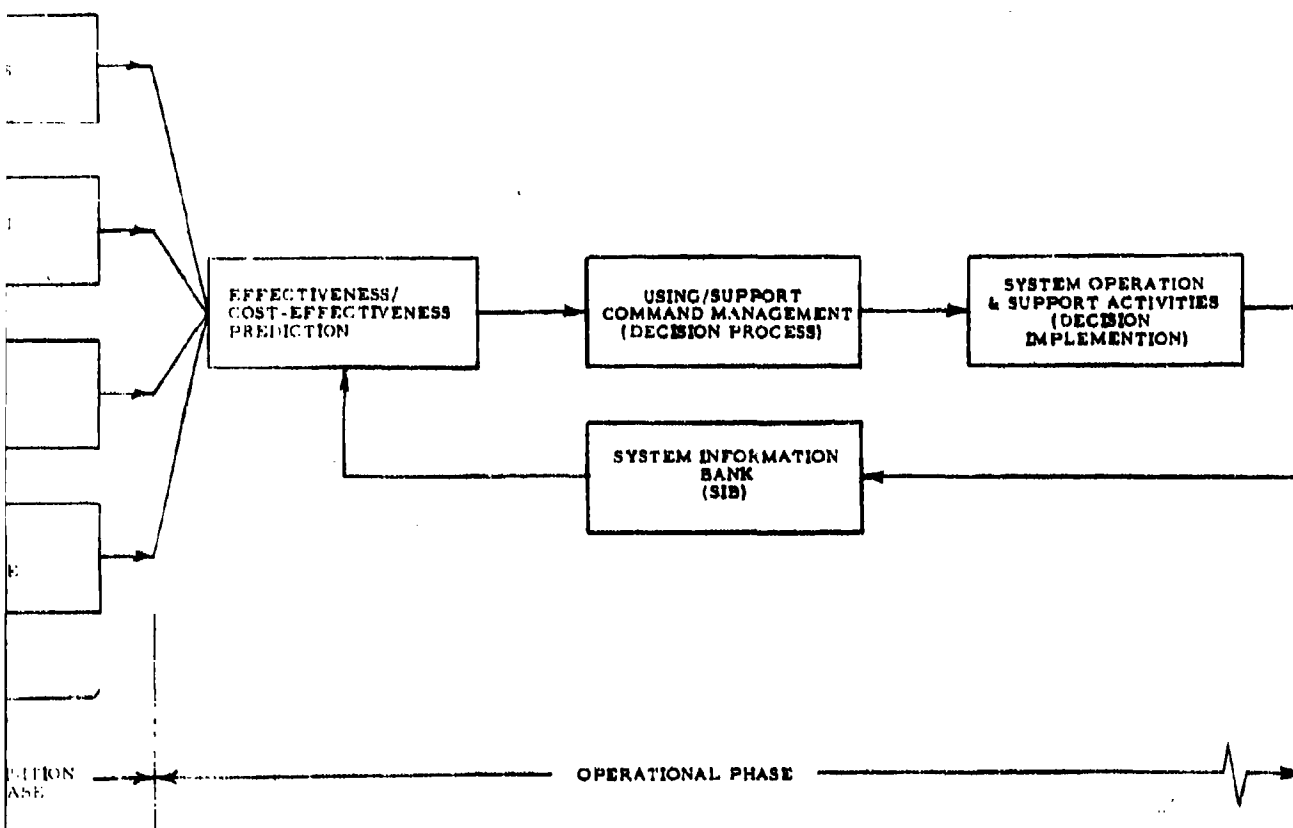 EFFECTIVENESS/
COST-EFFECTIVENESS
PREDICTION
USING/SUPPORT
COMMAND MANAGEMENT
(DECISION PROCESS)
SYSTEM OPERATION
& SUPPORT ACTIVITIES
(DECISION
IMPLEMENTION)
SYSTEM INFORMATION
BANK
(SIB)
E
OPERATIONAL PHASE